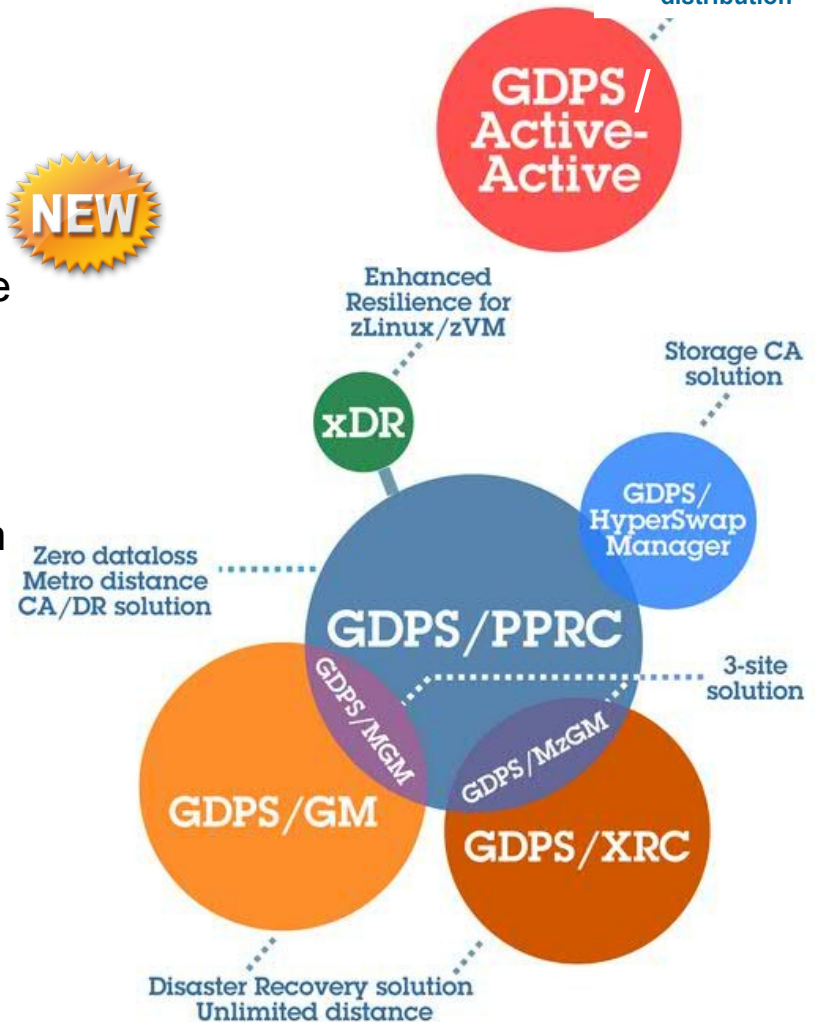 distribution
GDPS/
Active-
Active
NEW
e
Enhanced
Resilience for
zLinux/zVM
Storage CA
solution
xDR
GDPS/
HyperSwap
Manager
n
Zero dataloss
Metro distance
CA/DR solution
GDPS/PPRC
3-site
solution
GDPS/MGM
GDPS/MzGM
GDPS/GM
GDPS/XRC
Disaster Recovery solution
Unlimited distance